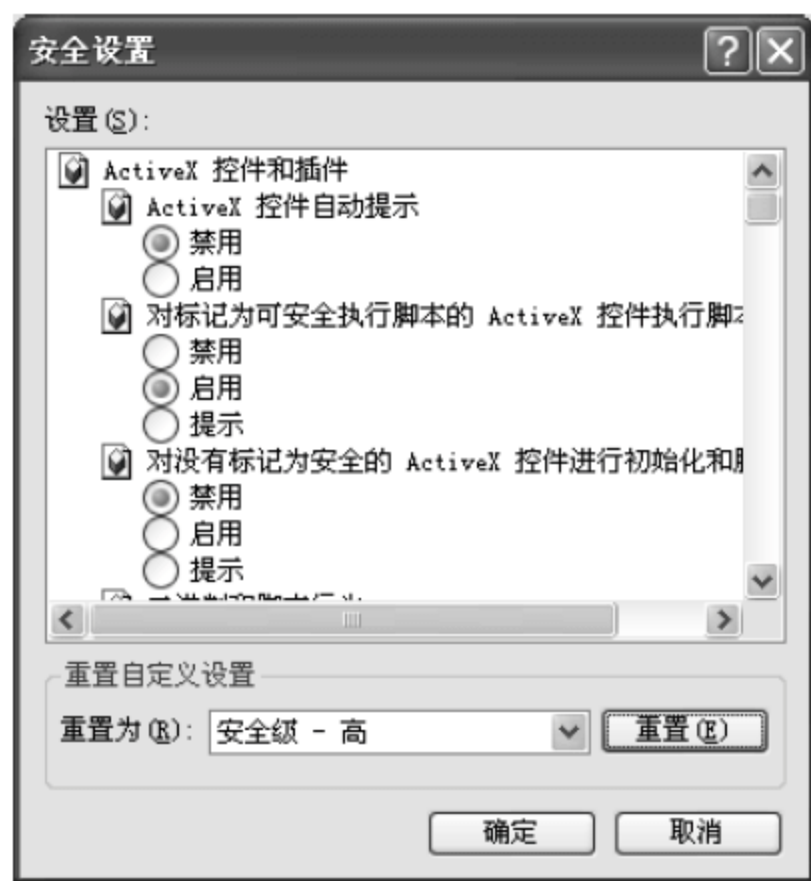 安全设置
设置(S):
ActiveX 控件和插件
ActiveX 控件自动提示
禁用
启用
对标记为可安全执行脚本的 ActiveX 控件执行脚
禁用
启用
提示
对没有标记为安全的 ActiveX 控件进行初始化和
禁用
启用
提示
重置自定义设置
重置为(R): 安全级 - 高 重置(E)
确定 取消